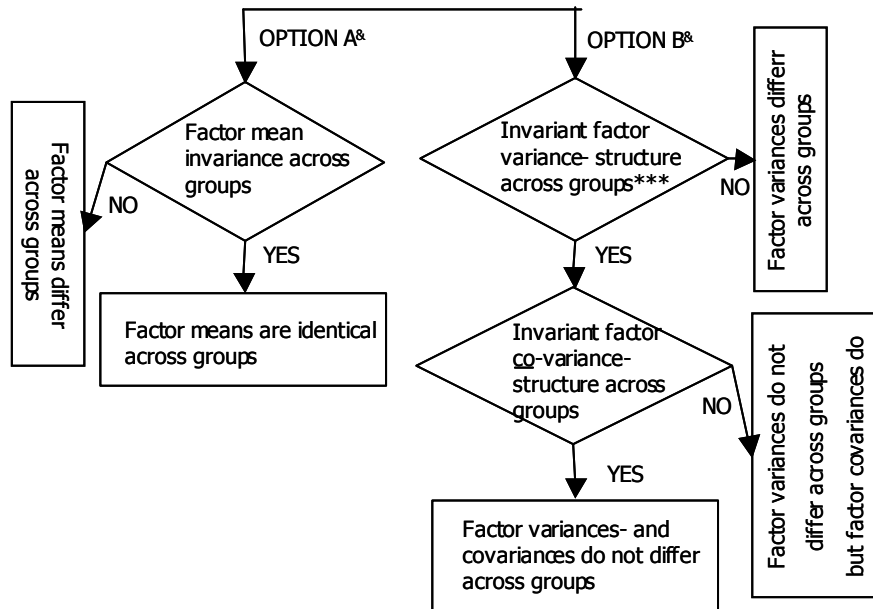 OPTION A&
OPTION B&
Factor mean
invariance across
groups
NO
Factor means differ
across groups
YES
Factor means are identical
across groups
Invariant factor
variance- structure
across groups***
NO
Factor variances differr
across groups
YES
Invariant factor
co-variance-
structure across
groups
NO
Factor variances do not
differ across groups
but factor covariances do
YES
Factor variances- and
covariances do not differ
across groups